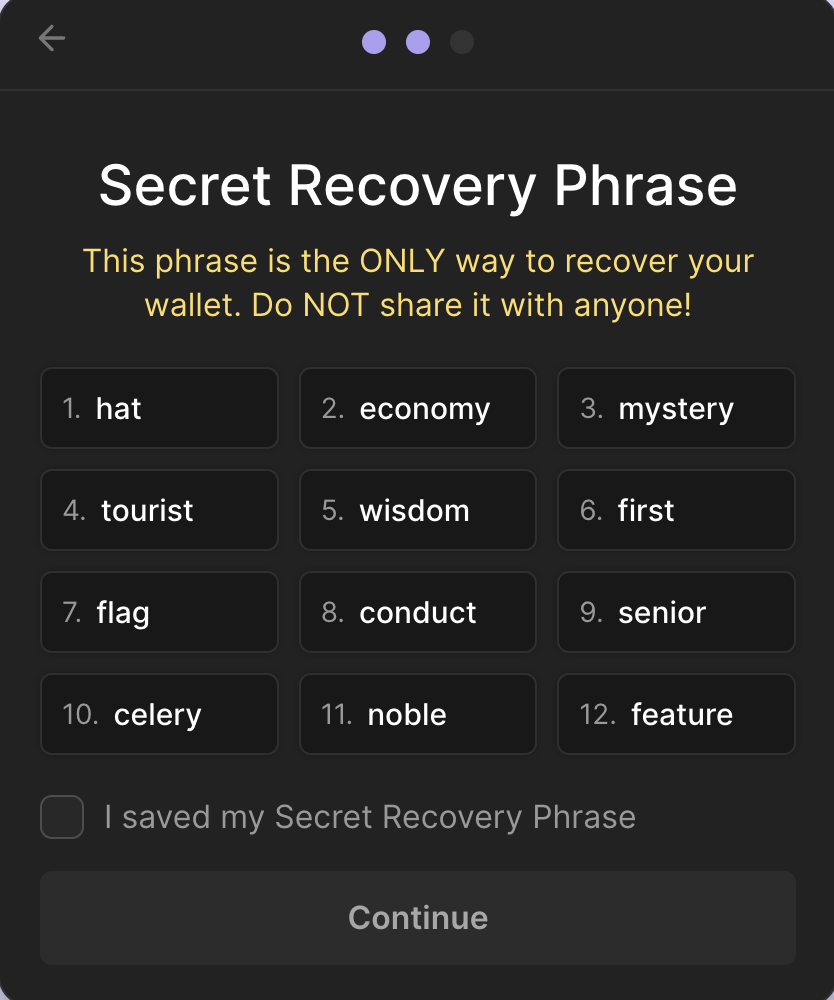 Secret Recovery Phrase
This phrase is the ONLY way to recover your
wallet. Do NOT share it with anyone!
1. hat 2. economy 3. mystery
4. tourist 5. wisdom 6. first
7. flag 8. conduct 9. senior
10. celery 11. noble 12. feature
I saved my Secret Recovery Phrase
Continue